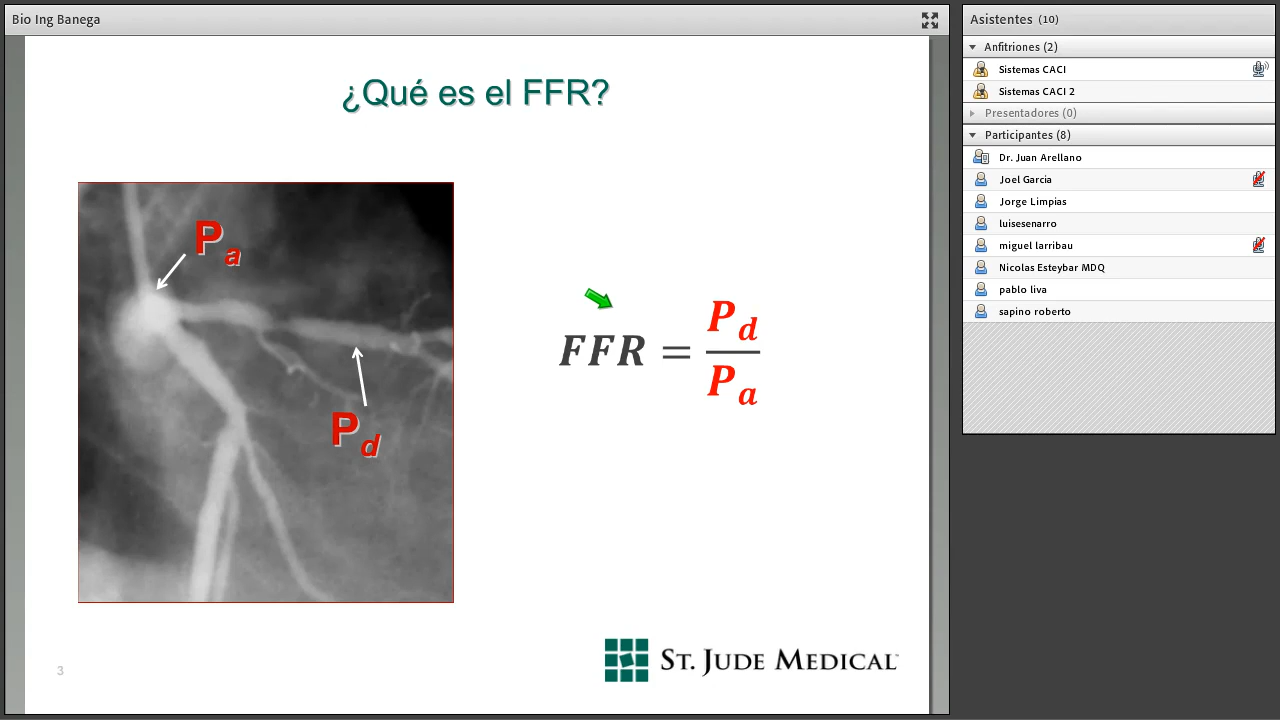 Bio Ing Banega
¿Qué es el FFR?
Pa
Pd
FFR = Pd / Pa
3
ST. JUDE MEDICAL™
Asistentes (10)
Anfitriones (2)
Sistemas CACI
Sistemas CACI 2
Presentadores (0)
Participantes (8)
Dr. Juan Arellano
Joel Garcia
Jorge Limpias
luisesenarro
miguel larribau
Nicolas Esteybar MDQ
pablo liva
sapino roberto